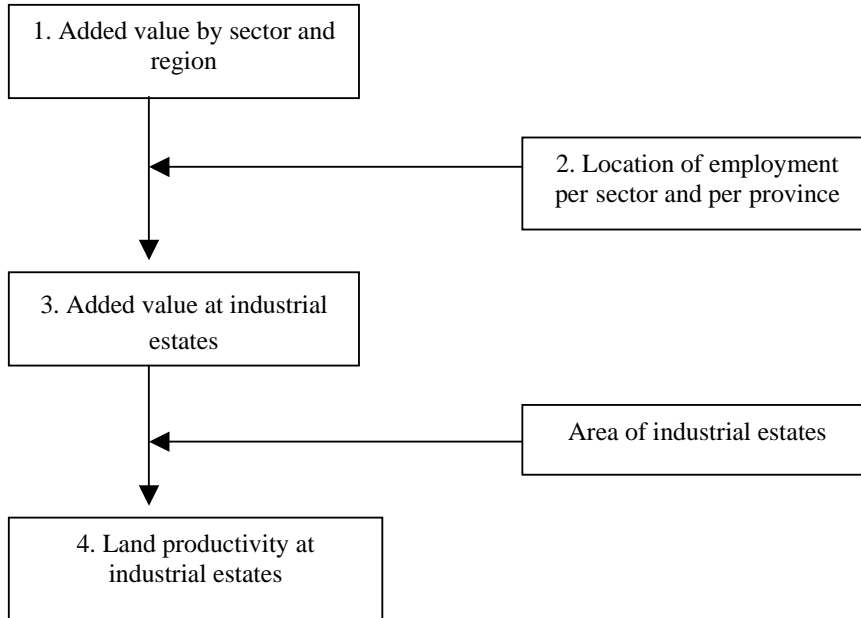 1. Added value by sector and
region
2. Location of employment
per sector and per province
3. Added value at industrial
estates
Area of industrial estates
4. Land productivity at
industrial estates